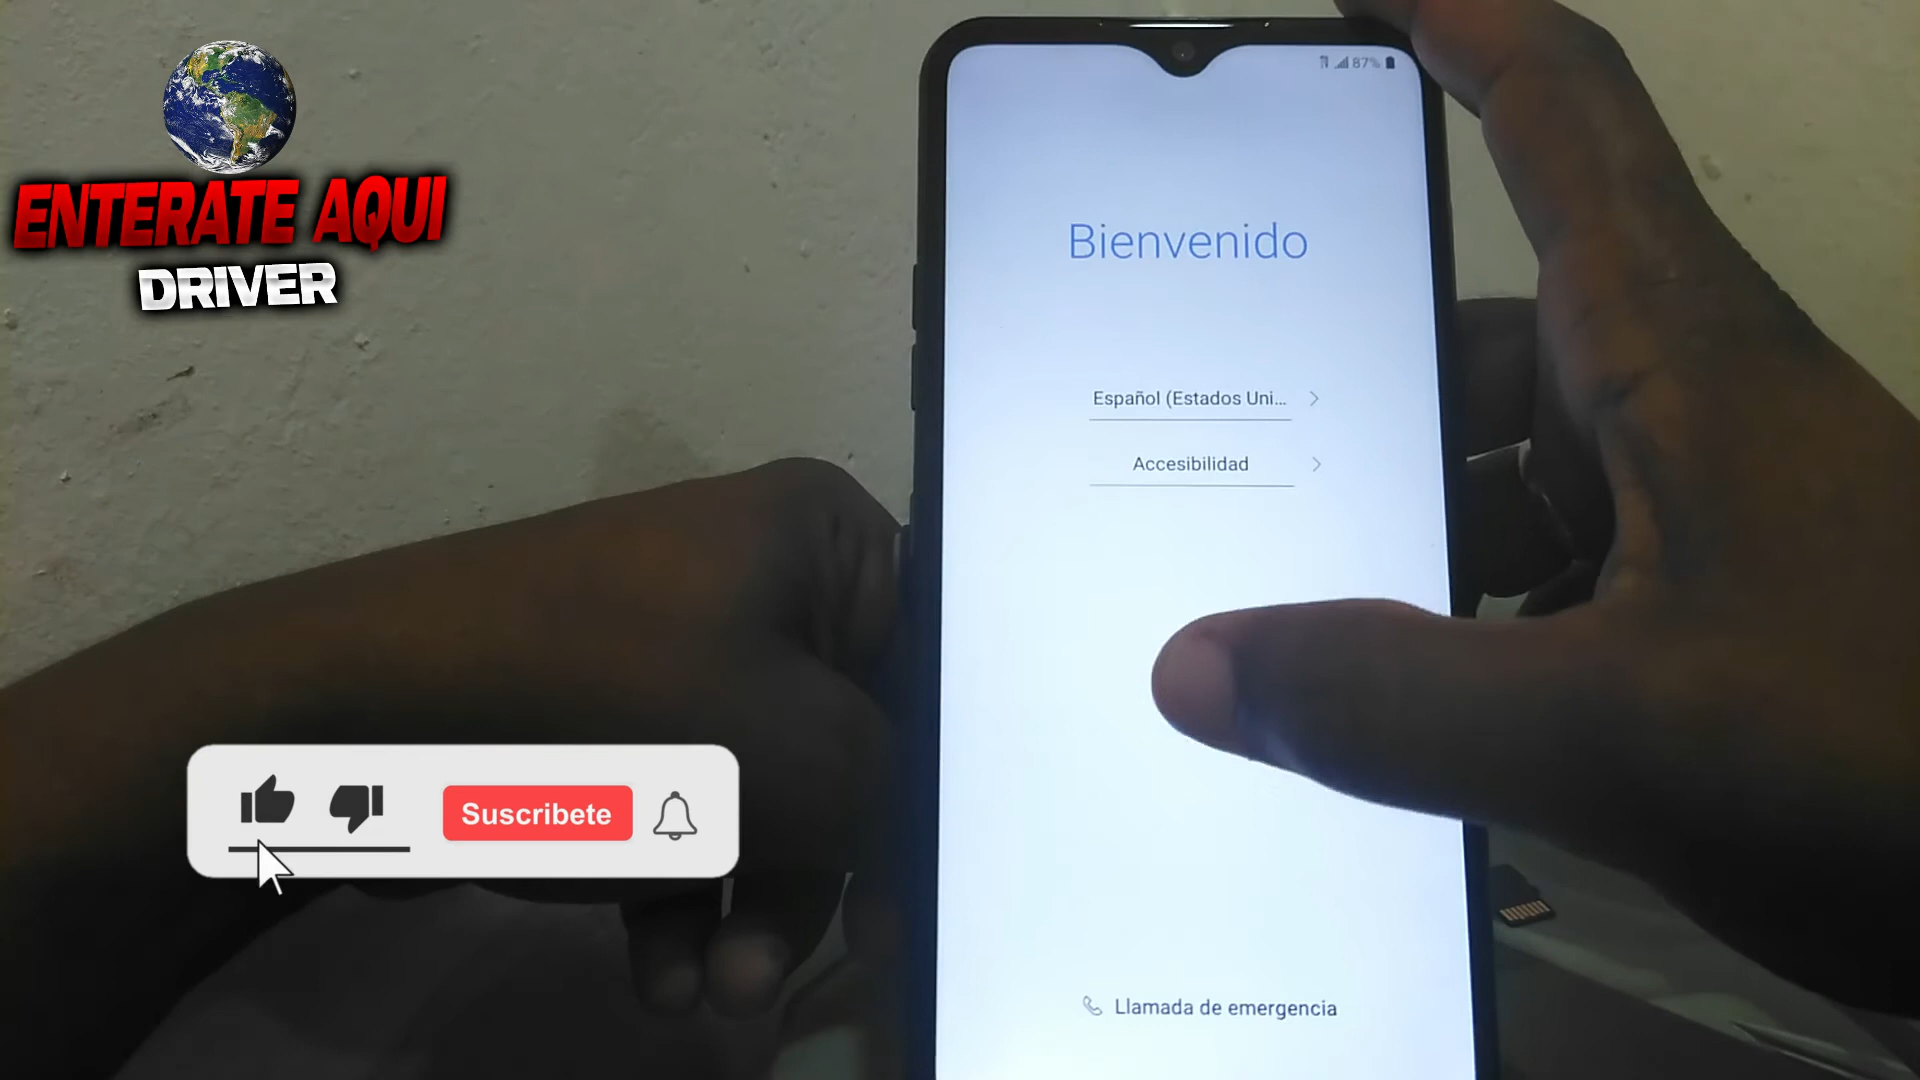 ENTERATE AQUI
DRIVER
87%
Bienvenido
Español (Estados Uni...
Accesibilidad
Suscribete
Llamada de emergencia